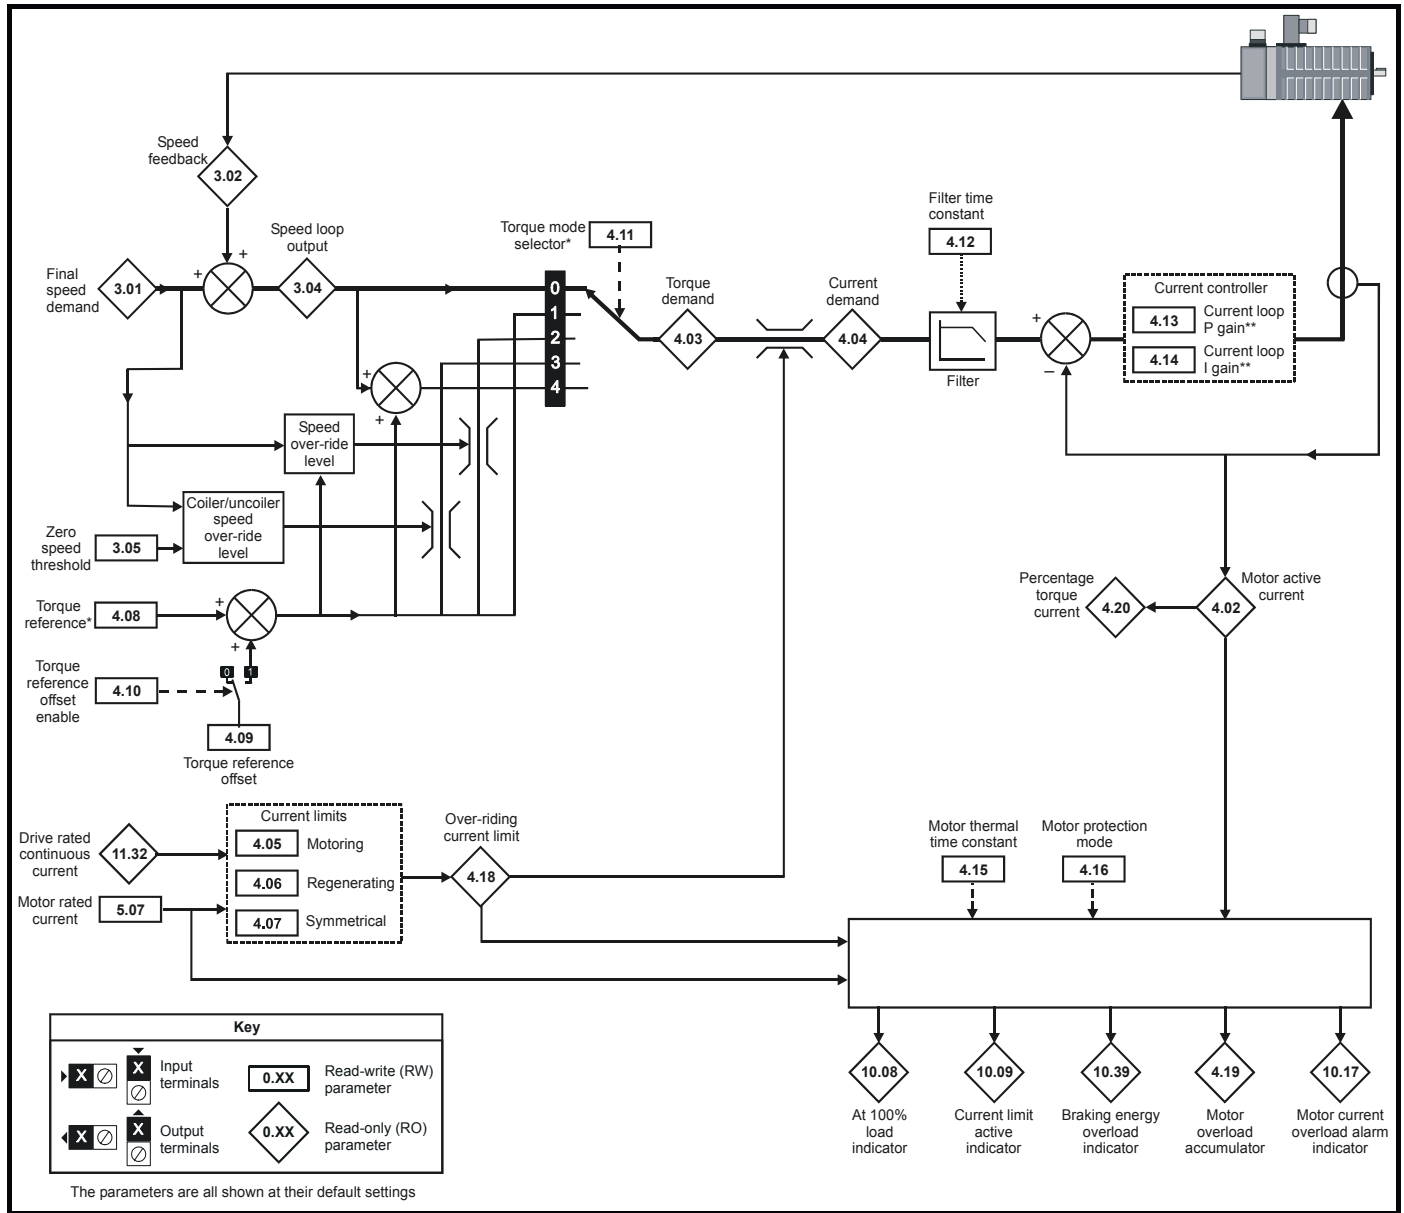 Speed
feedback
3.02
+
+
Final
speed
demand
3.01
Speed loop
output
3.04
Torque mode
selector*
4.11
0
1
2
3
4
Torque
demand
4.03
Current
demand
4.04
Filter time
constant
4.12
Filter
+
–
Current controller
4.13
Current loop
P gain**
4.14
Current loop
I gain**
+
+
Speed
over-ride
level
Coiler/uncoiler
speed
over-ride
level
Zero
speed
threshold
3.05
Torque
reference*
4.08
+
+
0
1
Torque
reference
offset
enable
4.10
4.09
Torque reference
offset
Percentage
torque
current
4.20
4.02
Motor active
current
Drive rated
continuous
current
11.32
Motor rated
current
5.07
Current limits
4.05
Motoring
4.06
Regenerating
4.07
Symmetrical
Over-riding
current limit
4.18
Motor thermal
time constant
4.15
Motor protection
mode
4.16
10.08
At 100%
load
indicator
10.09
Current limit
active
indicator
10.39
Braking energy
overload
indicator
4.19
Motor
overload
accumulator
10.17
Motor current
overload alarm
indicator
Key
X
X
Input
terminals
0.XX
Read-write (RW)
parameter
X
X
Output
terminals
0.XX
Read-only (RO)
parameter
The parameters are all shown at their default settings